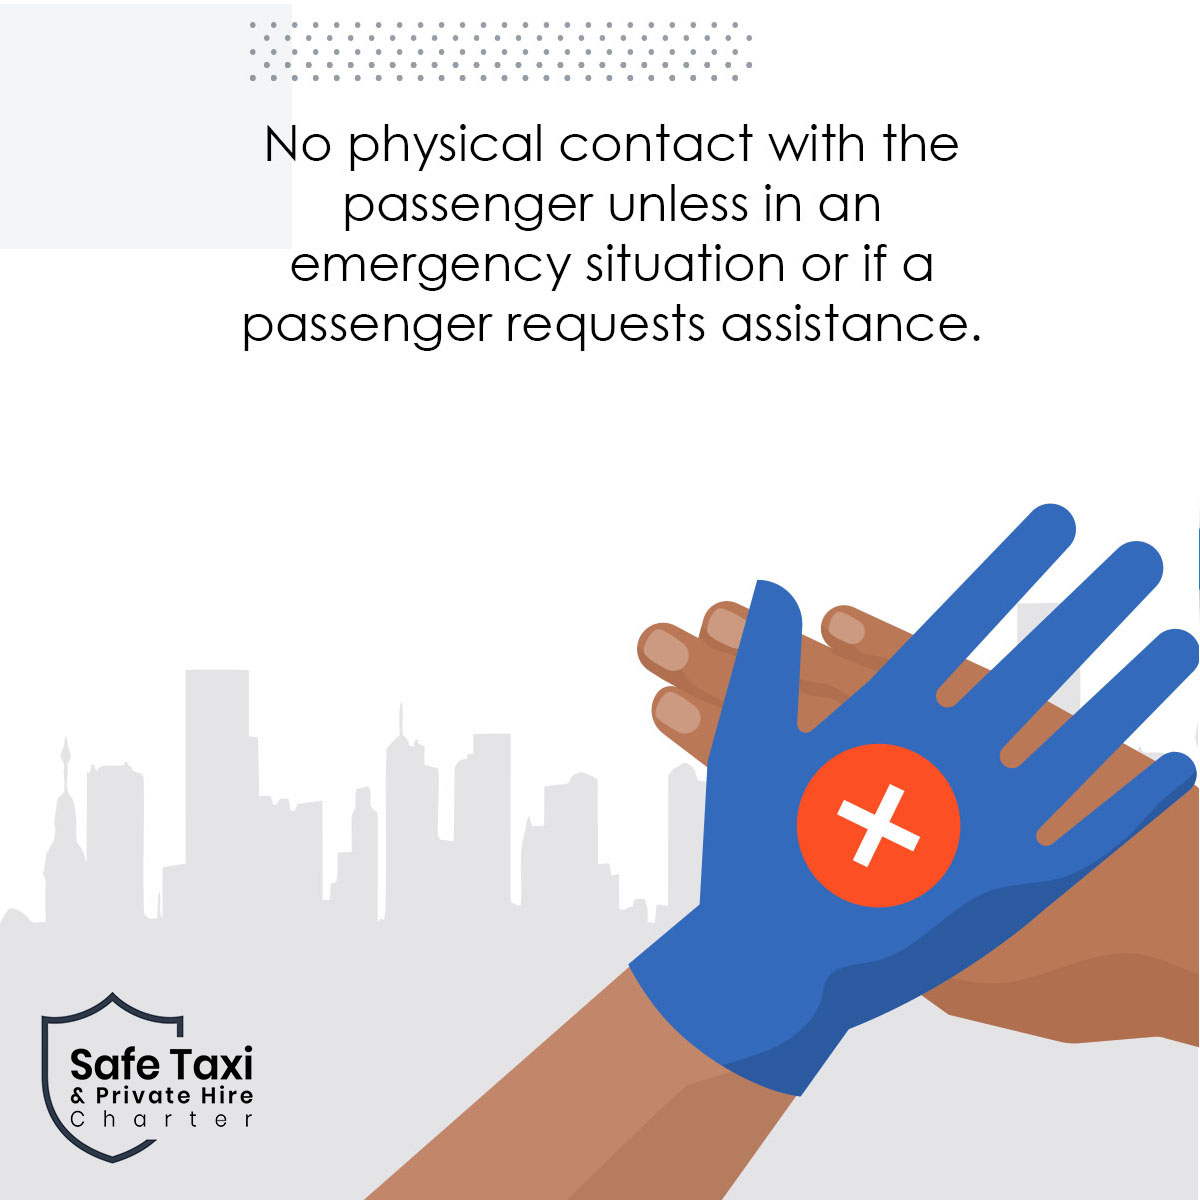 No physical contact with the
passenger unless in an
emergency situation or if a
passenger requests assistance.
Safe Taxi
& Private Hire
Charter